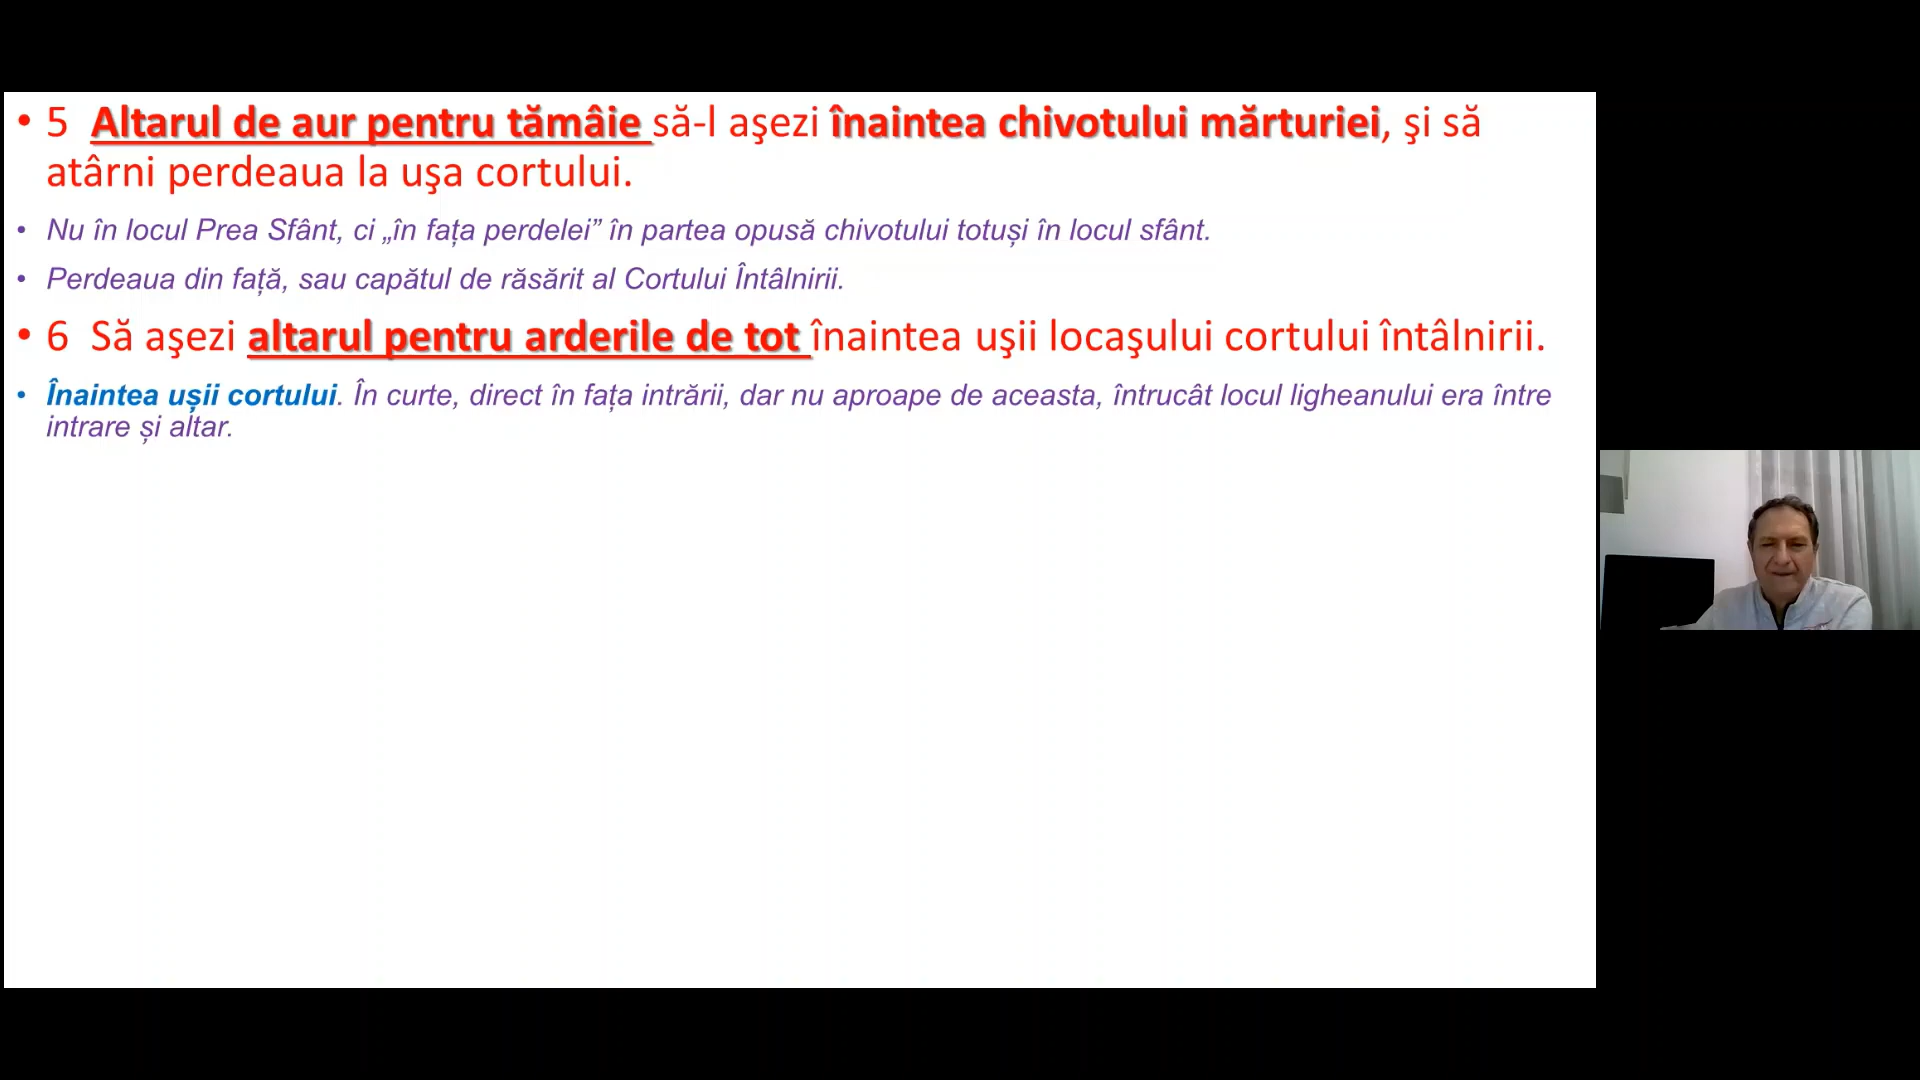 • 5 Altarul de aur pentru tămâie să-l aşezi înaintea chivotului mărturiei, şi să
atârni perdeaua la uşa cortului.
• Nu în locul Prea Sfânt, ci „în fața perdelei” în partea opusă chivotului totuși în locul sfânt.
• Perdeaua din față, sau capătul de răsărit al Cortului Întâlnirii.
• 6 Să aşezi altarul pentru arderile de tot înaintea uşii locaşului cortului întâlnirii.
• Înaintea ușii cortului. În curte, direct în fața intrării, dar nu aproape de aceasta, întrucât locul ligheanului era între
intrare și altar.